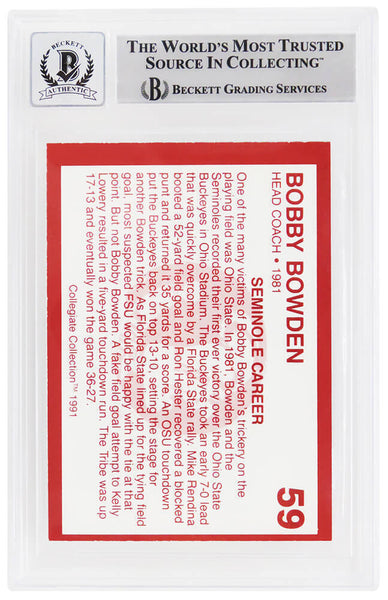 BECKETT
B
AUTHENTIC
THE WORLD'S MOST TRUSTED
SOURCE IN COLLECTING™
B BECKETT GRADING SERVICES
BOBBY BOWDEN
HEAD COACH • 1981
59
SEMINOLE CAREER
One of the many victims of Bobby Bowden's trickery on the
playing field was Ohio State. In 1981, Bowden and the
Seminoles recorded their first ever victory over the Ohio State
Buckeyes in Ohio Stadium. The Buckeyes took an early 7-0 lead
that was quickly overcome by a Florida State rally. Mike Rendina
booted a 52-yard field goal and Ron Hester recovered a blocked
punt and returned it 35 yards for a score. An OSU touchdown
put the Buckeyes back on top 13-10, setting the stage for
another Bowden trick. As Florida State lined up for the tying field
goal, most suspected FSU would be happy with the tie at that
point. But not Bobby Bowden. A fake field goal attempt to Kelly
Lowery resulted in a five-yard touchdown run. The Tribe was up
17-13 and eventually won the game 36-27.
Collegiate Collection™ 1991